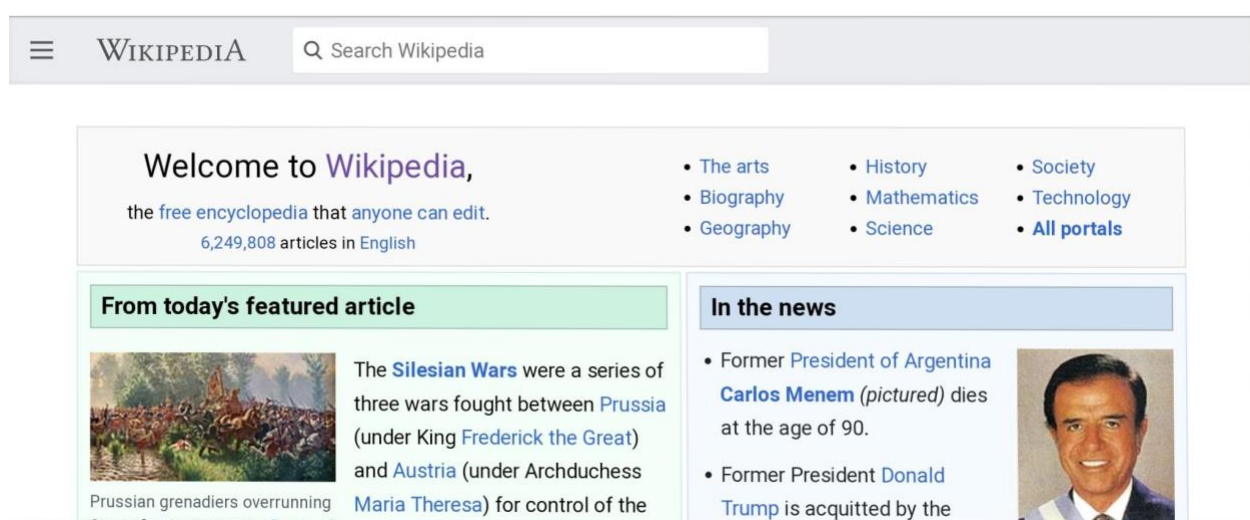 WIKIPEDIA
Search Wikipedia
Welcome to Wikipedia,
the free encyclopedia that anyone can edit.
6,249,808 articles in English
• The arts
• Biography
• Geography
• History
• Mathematics
• Science
• Society
• Technology
• All portals
From today's featured article
The Silesian Wars were a series of
three wars fought between Prussia
(under King Frederick the Great)
and Austria (under Archduchess
Maria Theresa) for control of the
Prussian grenadiers overrunning
In the news
• Former President of Argentina
Carlos Menem (pictured) dies
at the age of 90.
• Former President Donald
Trump is acquitted by the